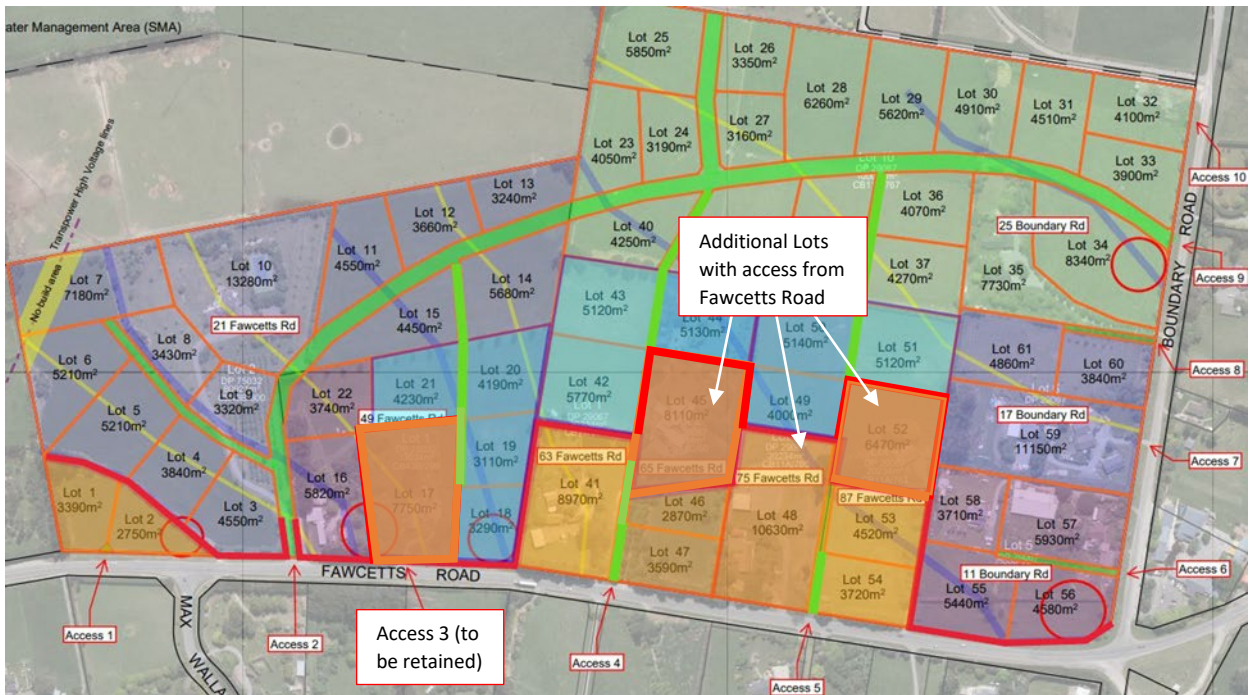 ater Management Area (SMA)
Transpower High Voltage lines
No build area
Lot 25
5850m²
Lot 26
3350m²
Lot 28
6260m²
Lot 29
5620m²
Lot 30
4910m²
Lot 31
4510m²
Lot 32
4100m²
Lot 23
4050m²
Lot 24
3190m²
Lot 27
3160m²
Lot 33
3900m²
Access 10
Lot 13
3240m²
Lot 12
3660m²
Lot 11
4550m²
Lot 10
13280m²
Lot 7
7180m²
Lot 40
4250m²
Additional Lots
with access from
Fawcetts Road
Lot 36
4070m²
25 Boundary Rd
Lot 34
8340m²
Lot 37
4270m²
Lot 35
7730m²
BOUNDARY ROAD
Access 9
Lot 14
5680m²
Lot 15
4450m²
21 Fawcetts Rd
Lot 8
3430m²
Lot 6
5210m²
Lot 9
3320m²
Lot 5
5210m²
Lot 4
3840m²
Lot 3
4550m²
Lot 1
3390m²
Lot 2
2750m²
Lot 22
3740m²
Lot 16
5820m²
Lot 21
4230m²
49 Fawcetts Rd
Lot 17
7750m²
Lot 20
4190m²
Lot 19
3110m²
Lot 18
3290m²
Lot 43
5120m²
Lot 42
5770m²
Lot 44
5130m²
5140m²
Lot 51
5120m²
Lot 49
4000m²
Lot 45
8110m²
Lot 52
6470m²
63 Fawcetts Rd
65 Fawcetts Rd
75 Fawcetts Rd
87 Fawcetts Rd
Lot 41
8970m²
Lot 46
2870m²
Lot 47
3590m²
Lot 48
10630m²
Lot 53
4520m²
Lot 54
3720m²
Lot 61
4860m²
Lot 60
3840m²
Access 8
17 Boundary Rd
Lot 59
11150m²
Access 7
Lot 58
3710m²
Lot 57
5930m²
11 Boundary Rd
Access 6
Lot 55
5440m²
Lot 56
4580m²
FAWCETTS ROAD
MAX
WALLA
Access 1
Access 2
Access 3 (to
be retained)
Access 4
Access 5